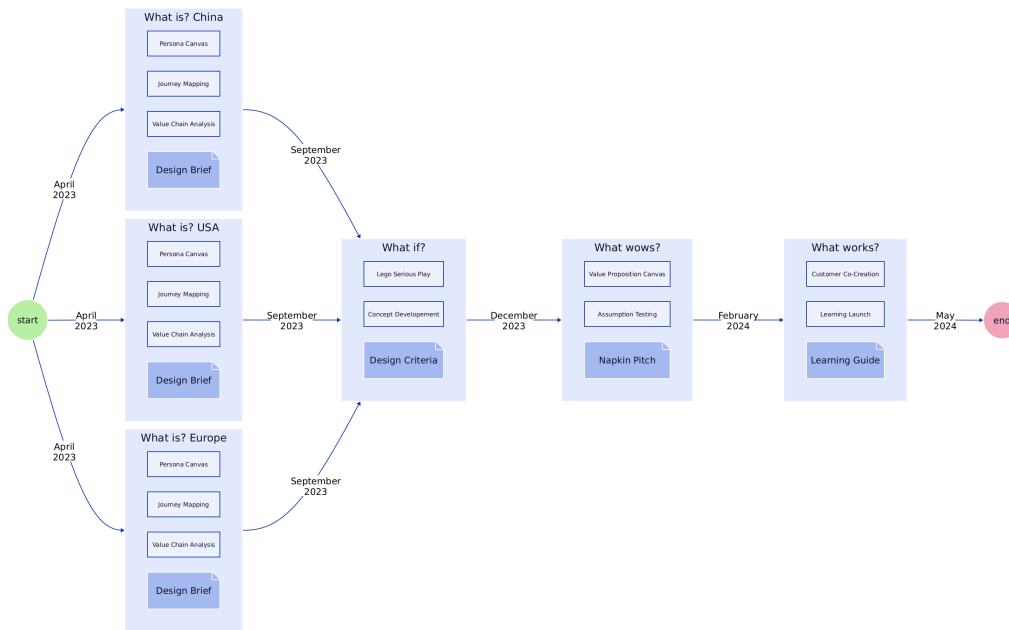 What is? China
Persona Canvas
Journey Mapping
Value Chain Analysis
Design Brief
April
2023
September
2023
What is? USA
Persona Canvas
Journey Mapping
Value Chain Analysis
Design Brief
start
April
2023
September
2023
What if?
Lego Serious Play
Concept Developement
Design Criteria
December
2023
What wows?
Value Proposition Canvas
Assumption Testing
Napkin Pitch
February
2024
What works?
Customer Co-Creation
Learning Launch
Learning Guide
May
2024
end
What is? Europe
Persona Canvas
Journey Mapping
Value Chain Analysis
Design Brief
April
2023
September
2023